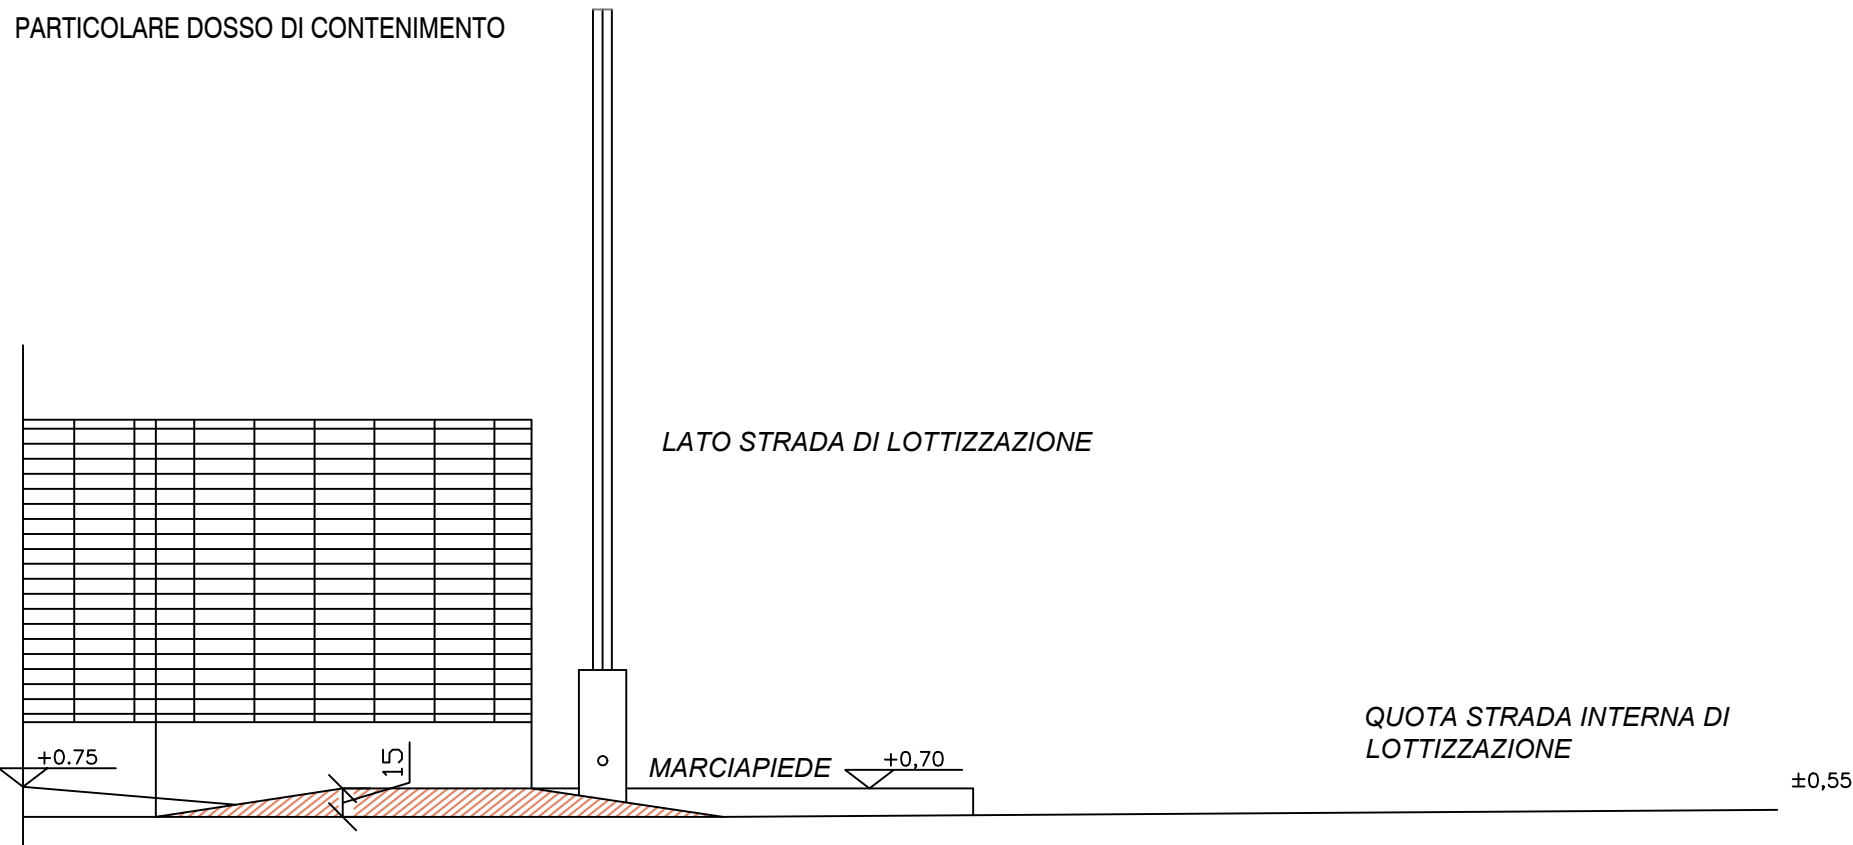 PARTICOLARE DOSSO DI CONTENIMENTO
LATO STRADA DI LOTTIZZAZIONE
QUOTA STRADA INTERNA DI
LOTTIZZAZIONE
+0.75
15
MARCIAPIEDE
+0,70
±0,55